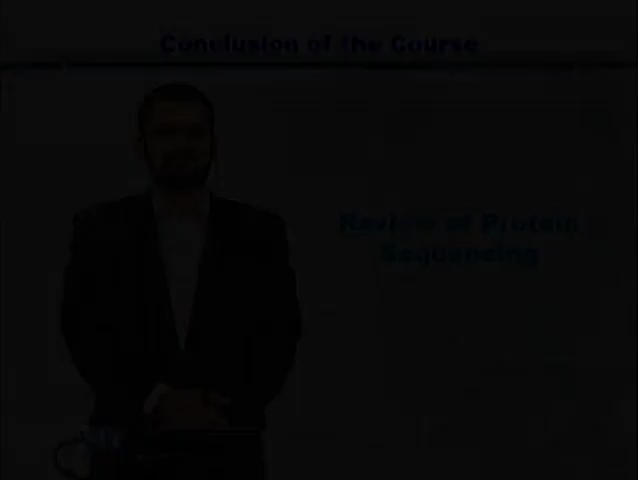 Conclusion of the Course
Review of Protein
Sequencing